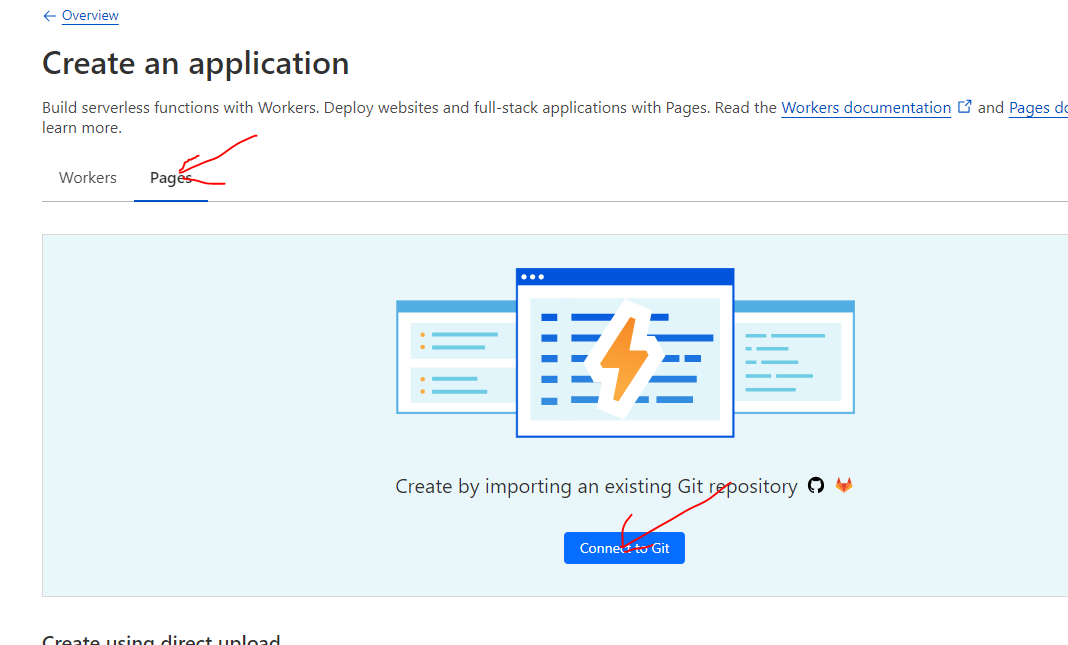 Overview
Create an application
Build serverless functions with Workers. Deploy websites and full-stack applications with Pages. Read the Workers documentation and Pages
learn more.
Workers Pages
Create by importing an existing Git repository
Connect to Git
Create using direct upload